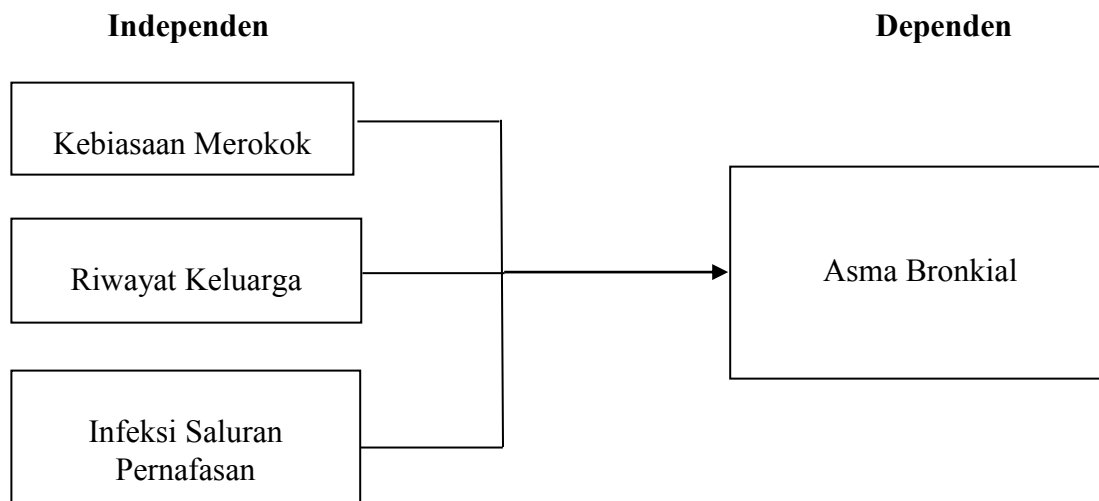 Independen
Dependen
Kebiasaan Merokok
Riwayat Keluarga
Asma Bronkial
Infeksi Saluran
Pernafasan